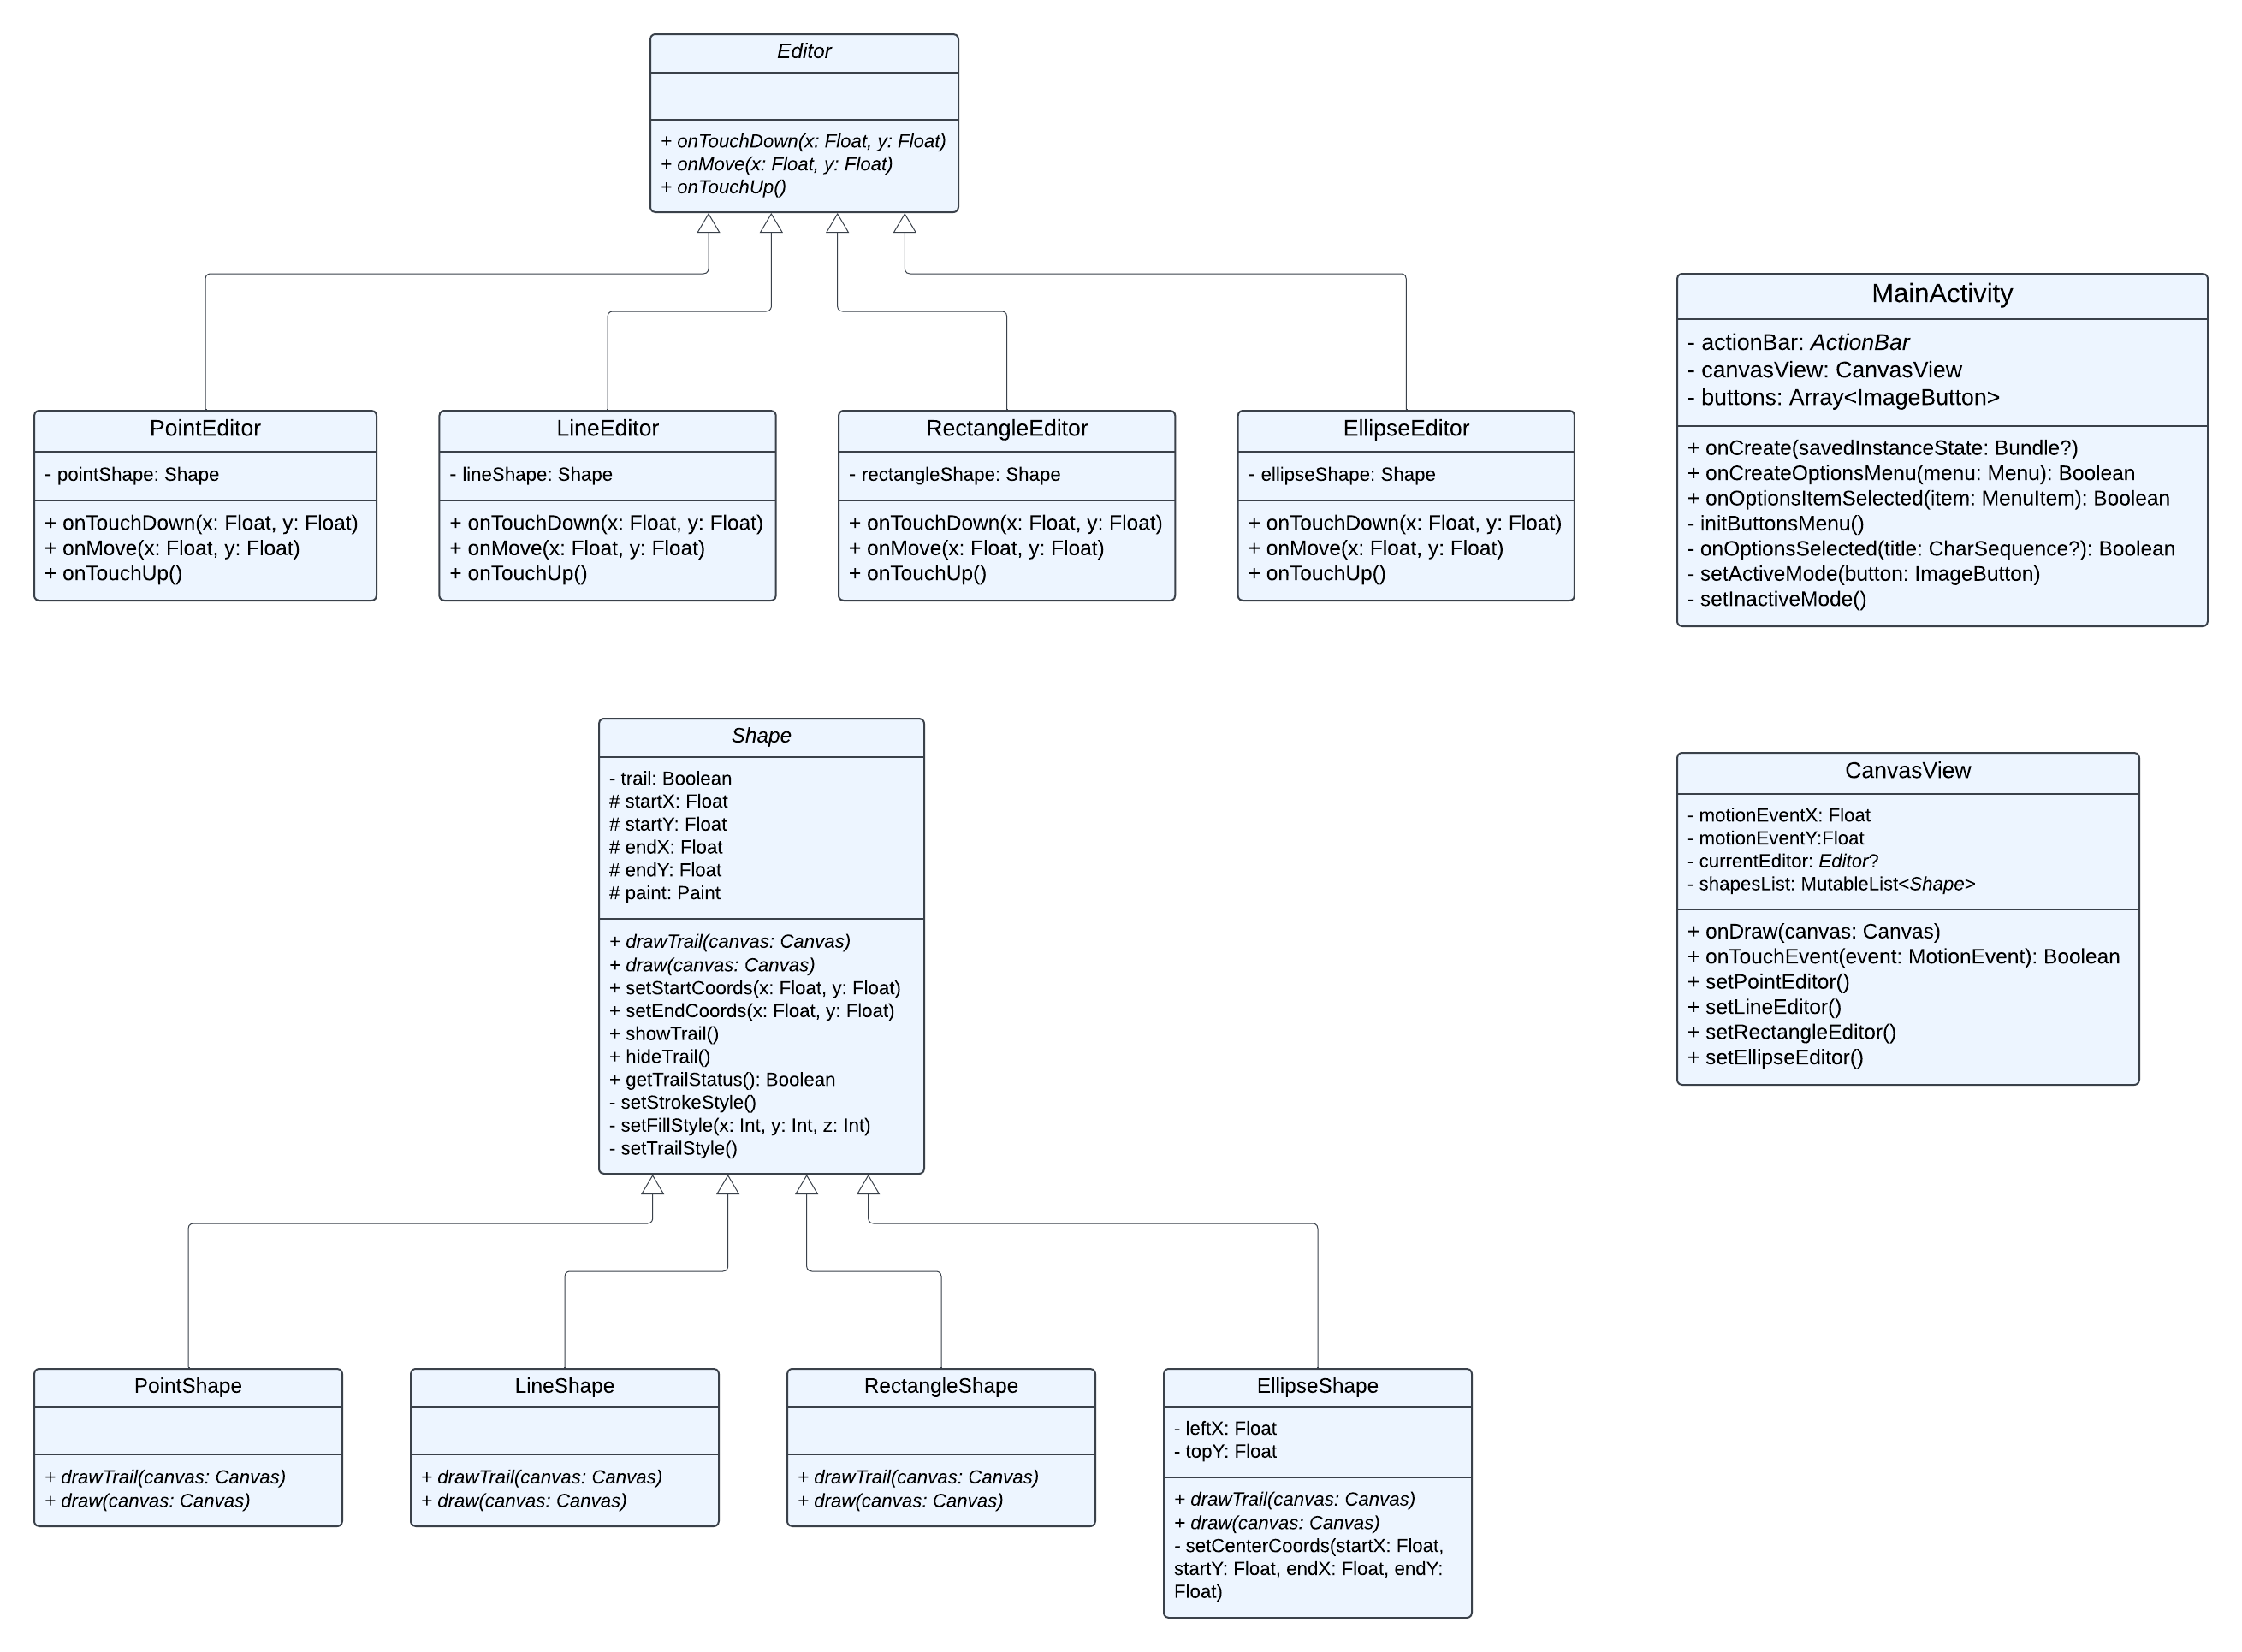 Editor
+ onTouchDown(x: Float, y: Float)
+ onMove(x: Float, y: Float)
+ onTouchUp()
PointEditor
- pointShape: Shape
+ onTouchDown(x: Float, y: Float)
+ onMove(x: Float, y: Float)
+ onTouchUp()
LineEditor
- lineShape: Shape
+ onTouchDown(x: Float, y: Float)
+ onMove(x: Float, y: Float)
+ onTouchUp()
RectangleEditor
- rectangleShape: Shape
+ onTouchDown(x: Float, y: Float)
+ onMove(x: Float, y: Float)
+ onTouchUp()
EllipseEditor
- ellipseShape: Shape
+ onTouchDown(x: Float, y: Float)
+ onMove(x: Float, y: Float)
+ onTouchUp()
MainActivity
- actionBar: ActionBar
- canvasView: CanvasView
- buttons: Array<ImageButton>
+ onCreate(savedInstanceState: Bundle?)
+ onCreateOptionsMenu(menu: Menu): Boolean
+ onOptionsItemSelected(item: MenuItem): Boolean
- initButtonsMenu()
- onOptionsSelected(title: CharSequence?): Boolean
- setActiveMode(button: ImageButton)
- setInactiveMode()
Shape
- trail: Boolean
# startX: Float
# startY: Float
# endX: Float
# endY: Float
# paint: Paint
+ drawTrail(canvas: Canvas)
+ draw(canvas: Canvas)
+ setStartCoords(x: Float, y: Float)
+ setEndCoords(x: Float, y: Float)
+ showTrail()
+ hideTrail()
+ getTrailStatus(): Boolean
- setStrokeStyle()
- setFillStyle(x: Int, y: Int, z: Int)
- setTrailStyle()
CanvasView
- motionEventX: Float
- motionEventY:Float
- currentEditor: Editor?
- shapesList: MutableList<Shape>
+ onDraw(canvas: Canvas)
+ onTouchEvent(event: MotionEvent): Boolean
+ setPointEditor()
+ setLineEditor()
+ setRectangleEditor()
+ setEllipseEditor()
PointShape
+ drawTrail(canvas: Canvas)
+ draw(canvas: Canvas)
LineShape
+ drawTrail(canvas: Canvas)
+ draw(canvas: Canvas)
RectangleShape
+ drawTrail(canvas: Canvas)
+ draw(canvas: Canvas)
EllipseShape
- leftX: Float
- topY: Float
+ drawTrail(canvas: Canvas)
+ draw(canvas: Canvas)
- setCenterCoords(startX: Float,
startY: Float, endX: Float, endY:
Float)